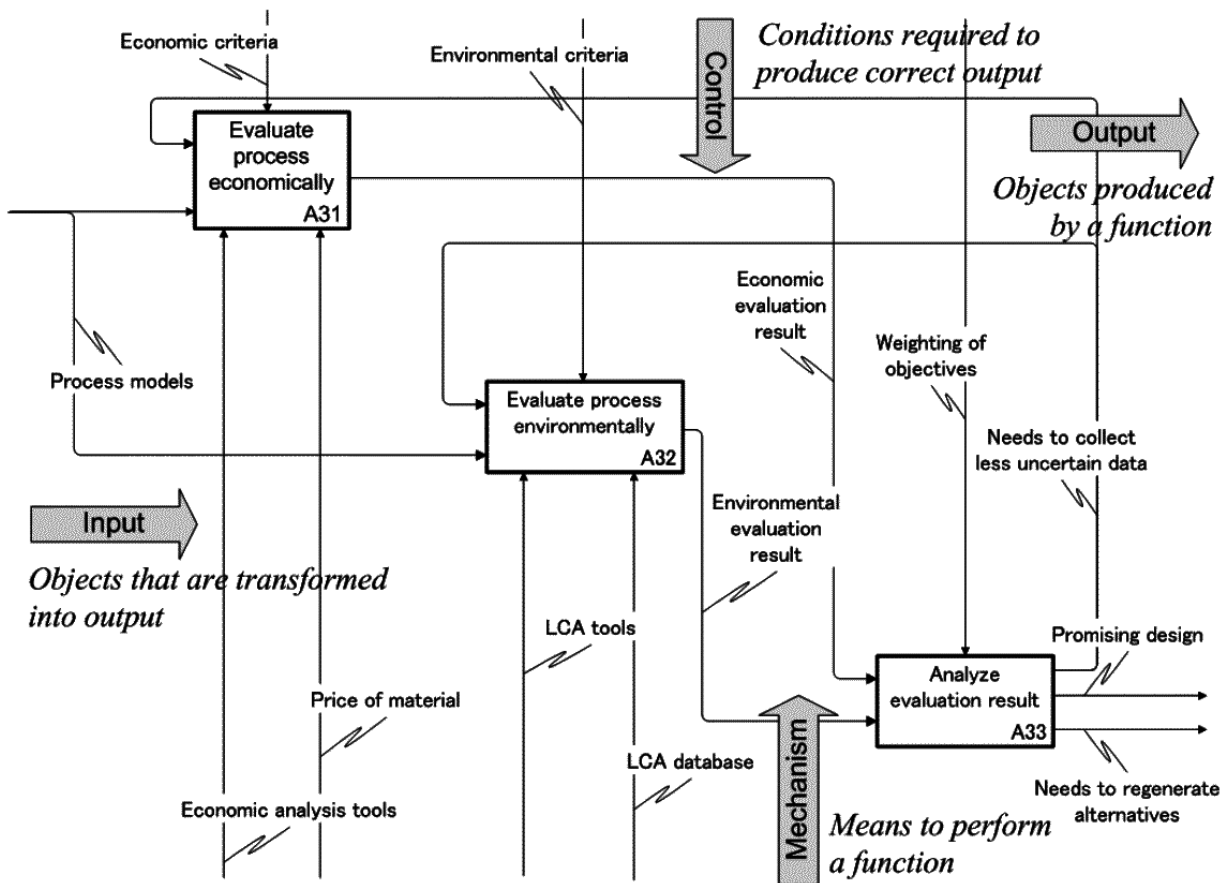 Economic criteria
Environmental criteria
Control
Conditions required to
produce correct output
Evaluate
process
economically
A31
Output
Objects produced
by a function
Process models
Economic
evaluation
result
Weighting of
objectives
Evaluate process
environmentally
A32
Needs to collect
less uncertain data
Input
Objects that are transformed
into output
Environmental
evaluation
result
LCA tools
Promising design
Price of material
Analyze
evaluation result
A33
LCA database
Mechanism
Needs to regenerate
alternatives
Economic analysis tools
Means to perform
a function